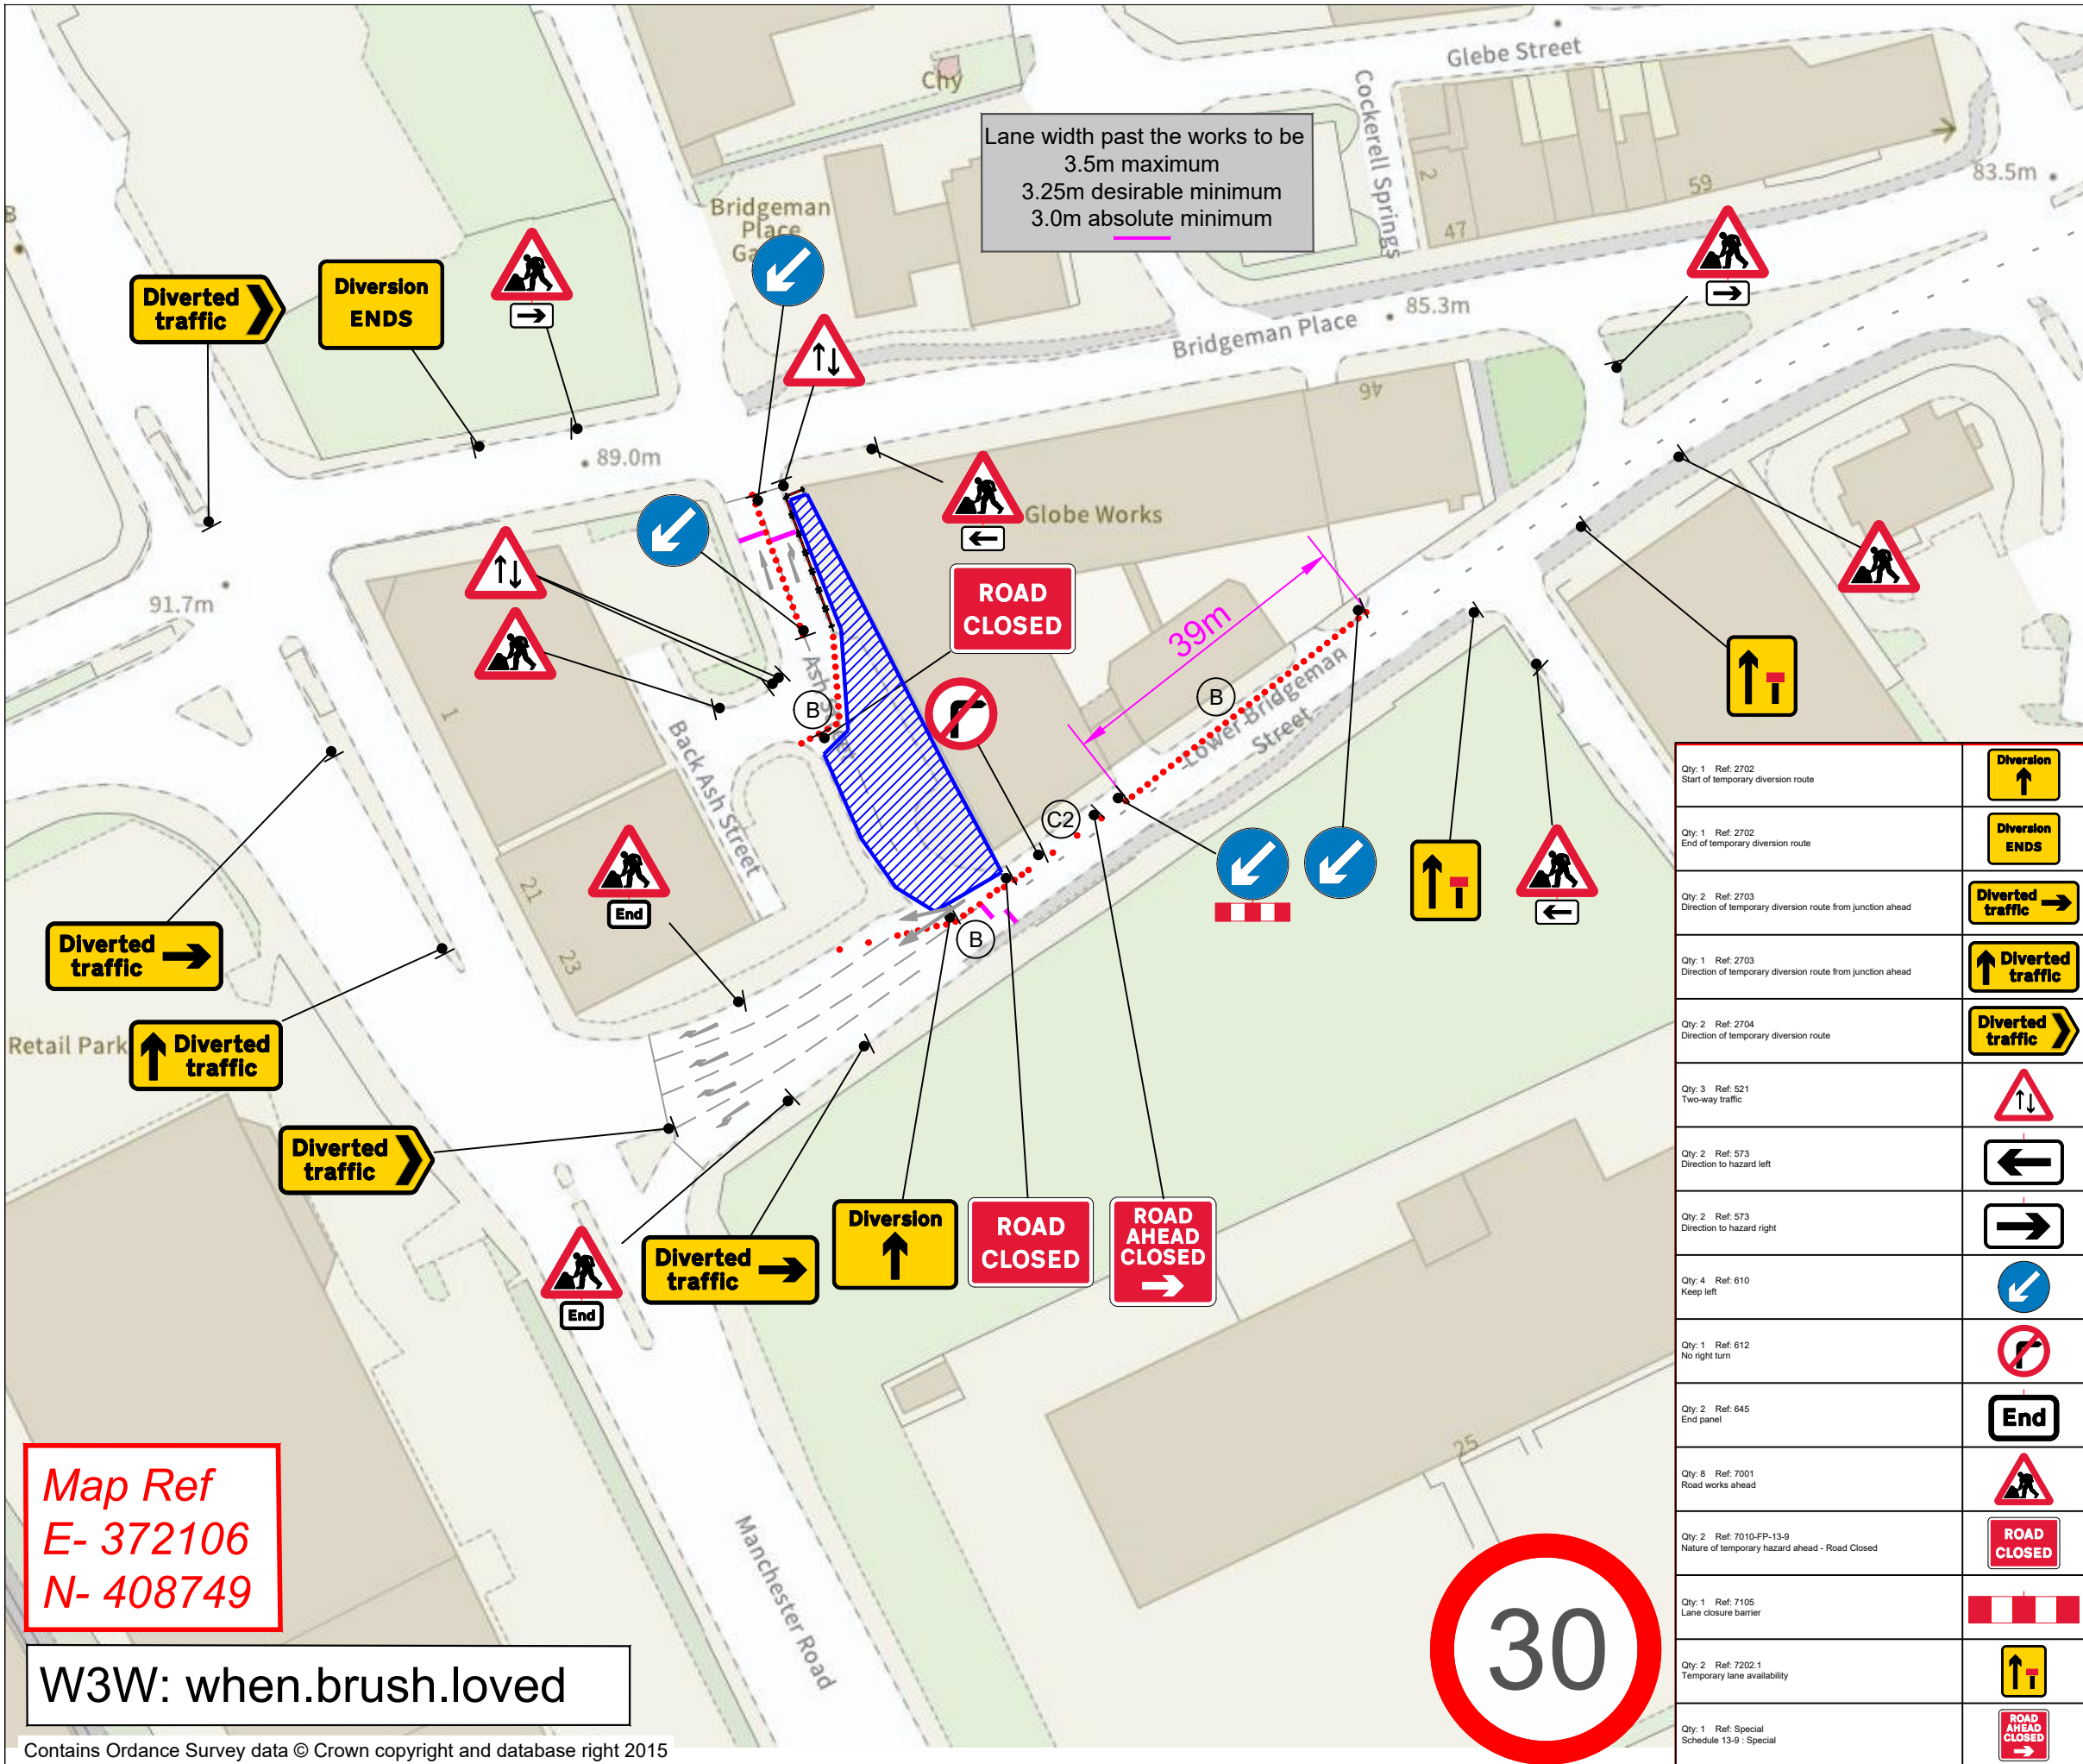 Glebe Street
Chy
Cockerell Springs
Lane width past the works to be
3.5m maximum
3.25m desirable minimum
3.0m absolute minimum
2
59
83.5m
47
B
Bridgeman
Place
Diverted
traffic
Diversion
ENDS
85.3m
Bridgeman Place
46
89.0m
Globe Works
91.7m
ROAD
CLOSED
39m
B
B
Lower Bridgeman
Street
1
Back Ash Street
C2
21
End
23
B
Diverted
traffic
Retail Park
Diverted
traffic
Diverted
traffic
End
Diverted
traffic
Diversion
ROAD
CLOSED
ROAD
AHEAD
CLOSED
25
Manchester Road
Map Ref
E- 372106
N- 408749
W3W: when.brush.loved
Contains Ordance Survey data © Crown copyright and database right 2015
30
Qty: 1 Ref: 2702
Start of temporary diversion route
Diversion
Qty: 1 Ref: 2702
End of temporary diversion route
Diversion
ENDS
Qty: 2 Ref: 2703
Direction of temporary diversion route from junction ahead
Diverted
traffic
Qty: 1 Ref: 2703
Direction of temporary diversion route from junction ahead
Diverted
traffic
Qty: 2 Ref: 2704
Direction of temporary diversion route
Diverted
traffic
Qty: 3 Ref: 521
Two-way traffic
Qty: 2 Ref: 573
Direction to hazard left
Qty: 2 Ref: 573
Direction to hazard right
Qty: 4 Ref: 610
Keep left
Qty: 1 Ref: 612
No right turn
Qty: 2 Ref: 645
End panel
End
Qty: 8 Ref: 7001
Road works ahead
Qty: 2 Ref: 7010-FP-13-9
Nature of temporary hazard ahead - Road Closed
ROAD
CLOSED
Qty: 1 Ref: 7105
Lane closure barrier
Qty: 2 Ref: 7202.1
Temporary lane availability
Qty: 1 Ref: Special
Schedule 13-9 : Special
ROAD
AHEAD
CLOSED